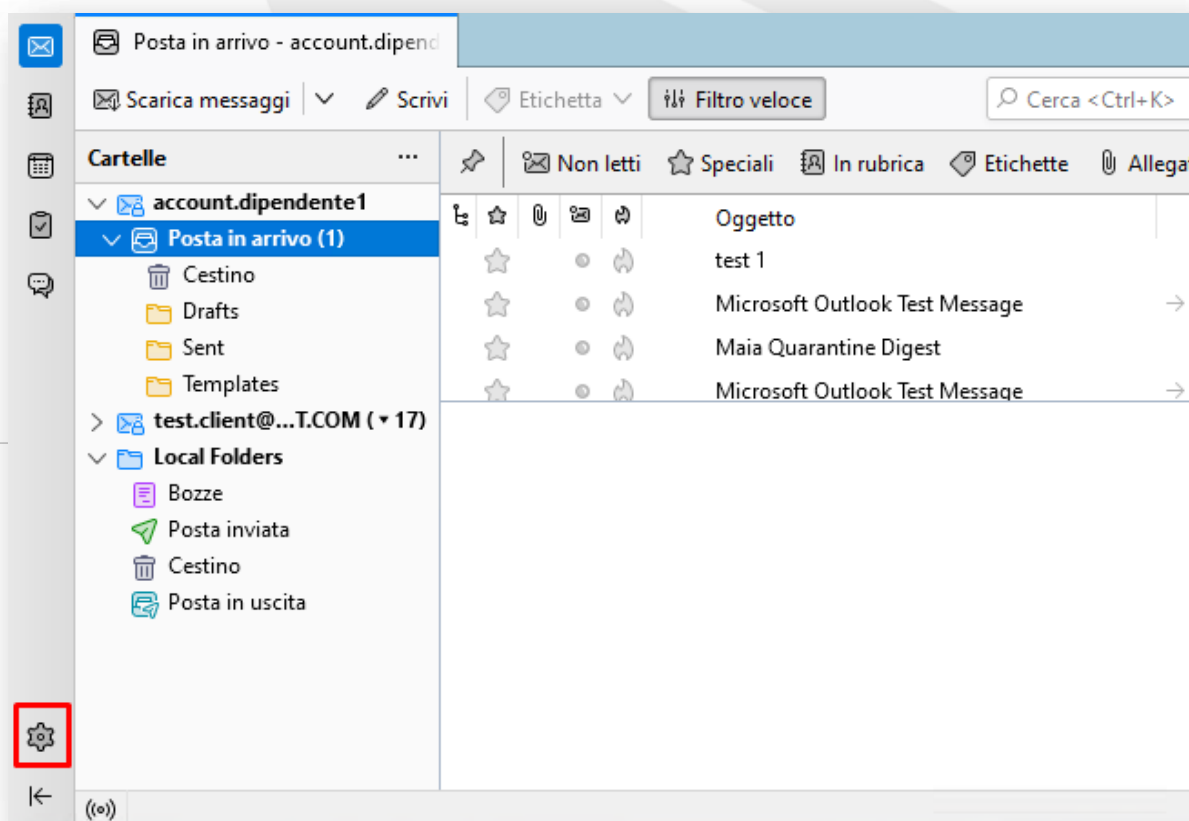 Posta in arrivo - account.dipend
Scarica messaggi Scrivi Etichetta Filtro veloce Cerca <Ctrl+K>
Cartelle ... Non letti Speciali In rubrica Etichette Allega
account.dipendente1
Posta in arrivo (1)
Cestino
Drafts
Sent
Templates
test.client@...T.COM (▾ 17)
Local Folders
Bozze
Posta inviata
Cestino
Posta in uscita
Oggetto
test 1
Microsoft Outlook Test Message
Maia Quarantine Digest
Microsoft Outlook Test Message